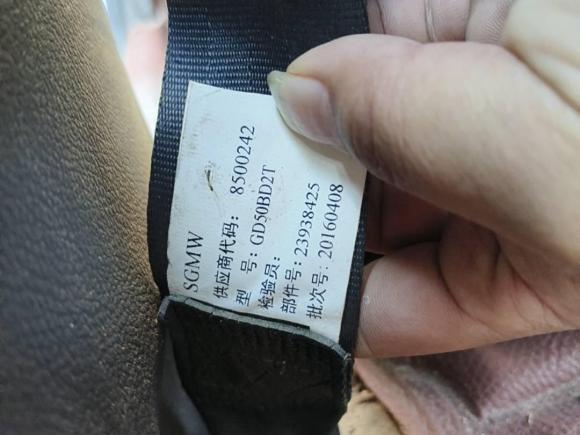 SGMW
供应商代码： 8500242
型 号：GD50BD2T
检验员：
部件号：23938425
批次号：20160408